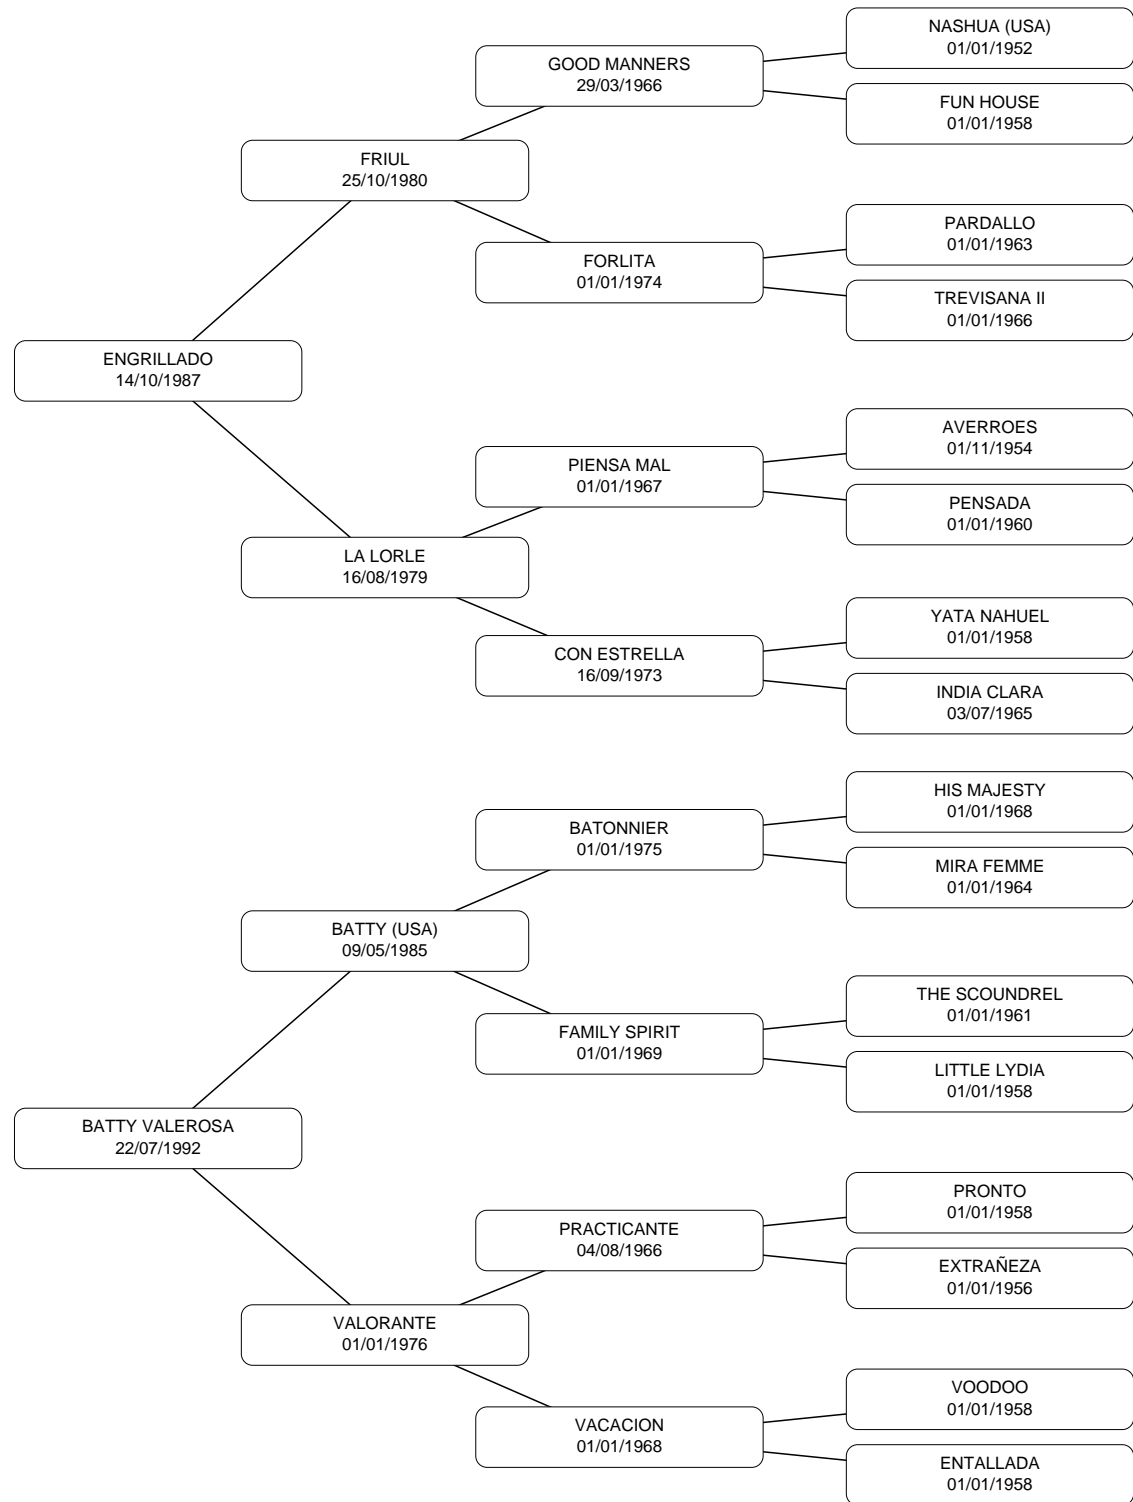 NASHUA (USA)
01/01/1952
GOOD MANNERS
29/03/1966
FUN HOUSE
01/01/1958
FRIUL
25/10/1980
PARDALLO
01/01/1963
FORLITA
01/01/1974
TREVISANA II
01/01/1966
ENGRILLADO
14/10/1987
AVERROES
01/11/1954
PIENSA MAL
01/01/1967
PENSADA
01/01/1960
LA LORLE
16/08/1979
YATA NAHUEL
01/01/1958
CON ESTRELLA
16/09/1973
INDIA CLARA
03/07/1965
HIS MAJESTY
01/01/1968
BATONNIER
01/01/1975
MIRA FEMME
01/01/1964
BATTY (USA)
09/05/1985
THE SCOUNDREL
01/01/1961
FAMILY SPIRIT
01/01/1969
LITTLE LYDIA
01/01/1958
BATTY VALEROSA
22/07/1992
PRONTO
01/01/1958
PRACTICANTE
04/08/1966
EXTRAÑEZA
01/01/1956
VALORANTE
01/01/1976
VOODOO
01/01/1958
VACACION
01/01/1968
ENTALLADA
01/01/1958